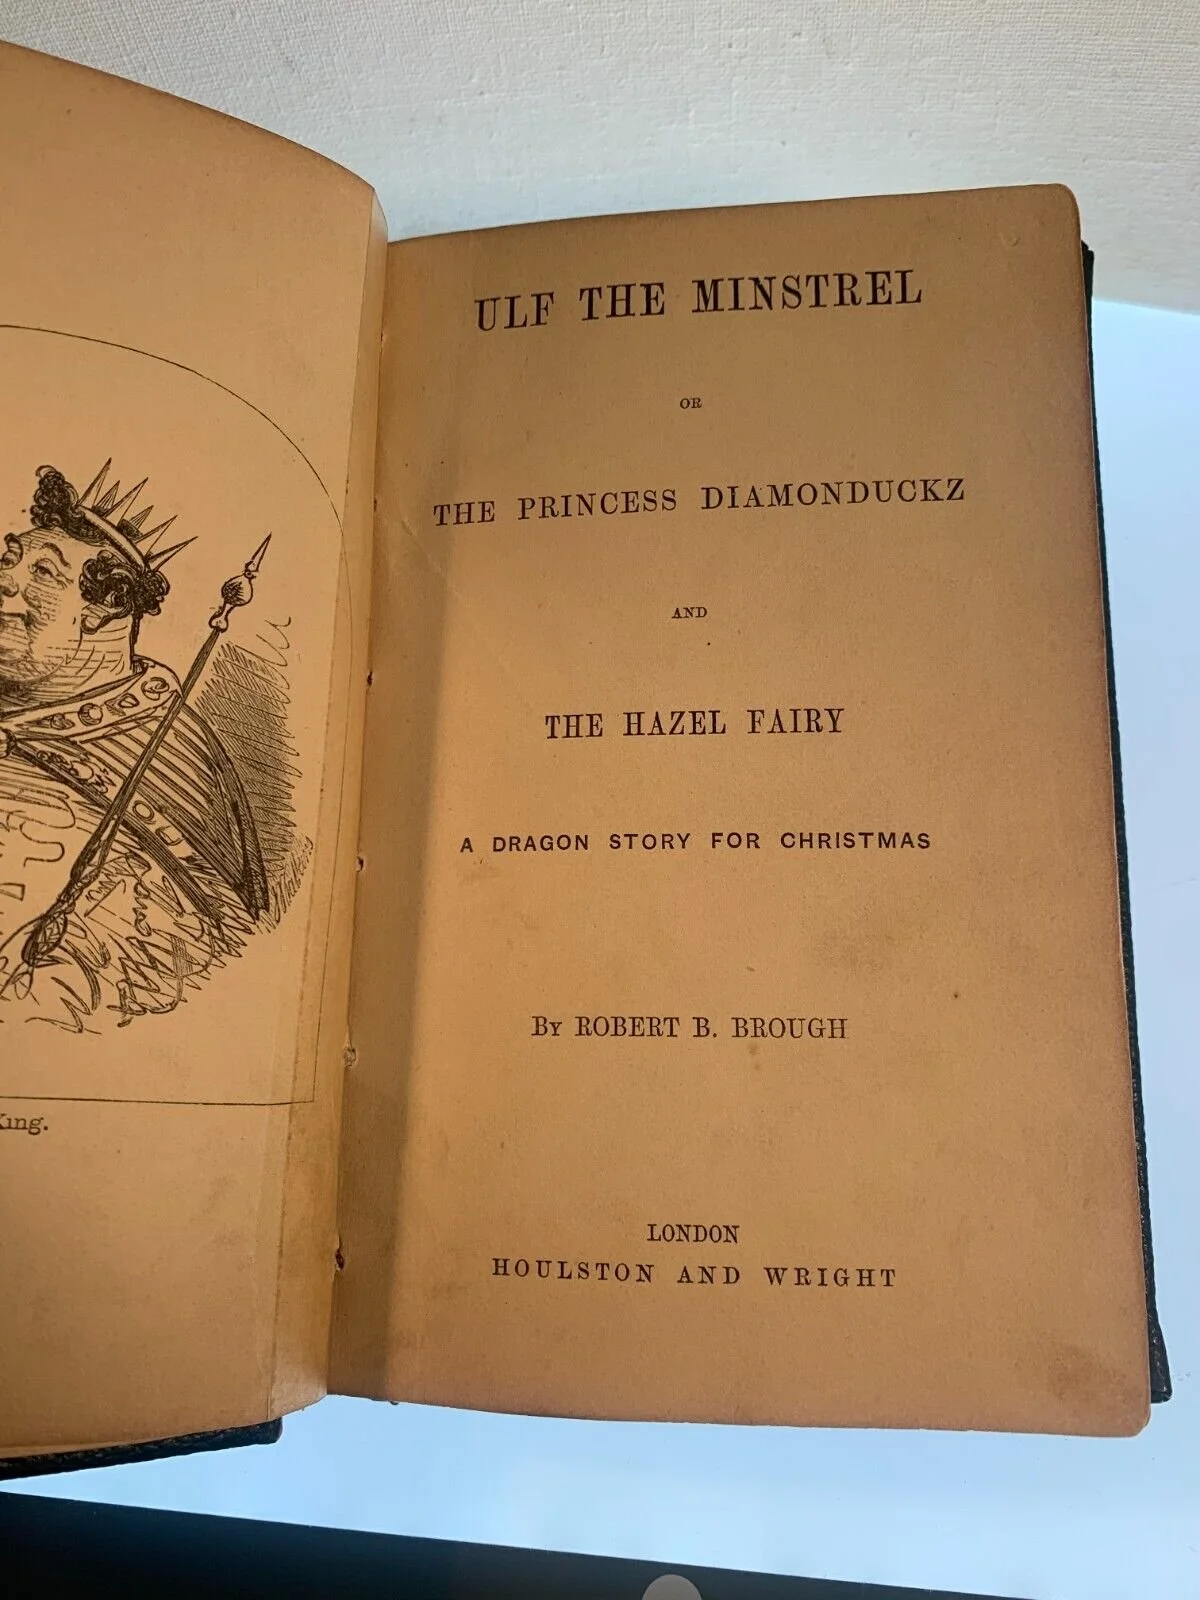 ULF THE MINSTREL
OR
THE PRINCESS DIAMONDUCKZ
AND
THE HAZEL FAIRY
A DRAGON STORY FOR CHRISTMAS
BY ROBERT B. BROUGH
LONDON
HOULSTON AND WRIGHT
King.